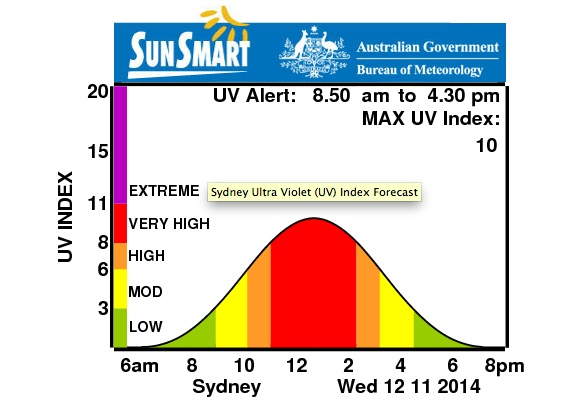 SUNSMART
Australian Government
Bureau of Meteorology
UV Alert: 8.50 am to 4.30 pm
MAX UV Index:
10
UV INDEX
20
15
11
8
6
3
EXTREME
Sydney Ultra Violet (UV) Index Forecast
VERY HIGH
HIGH
MOD
LOW
6am 8 10 12 2 4 6 8pm
Sydney Wed 12 11 2014